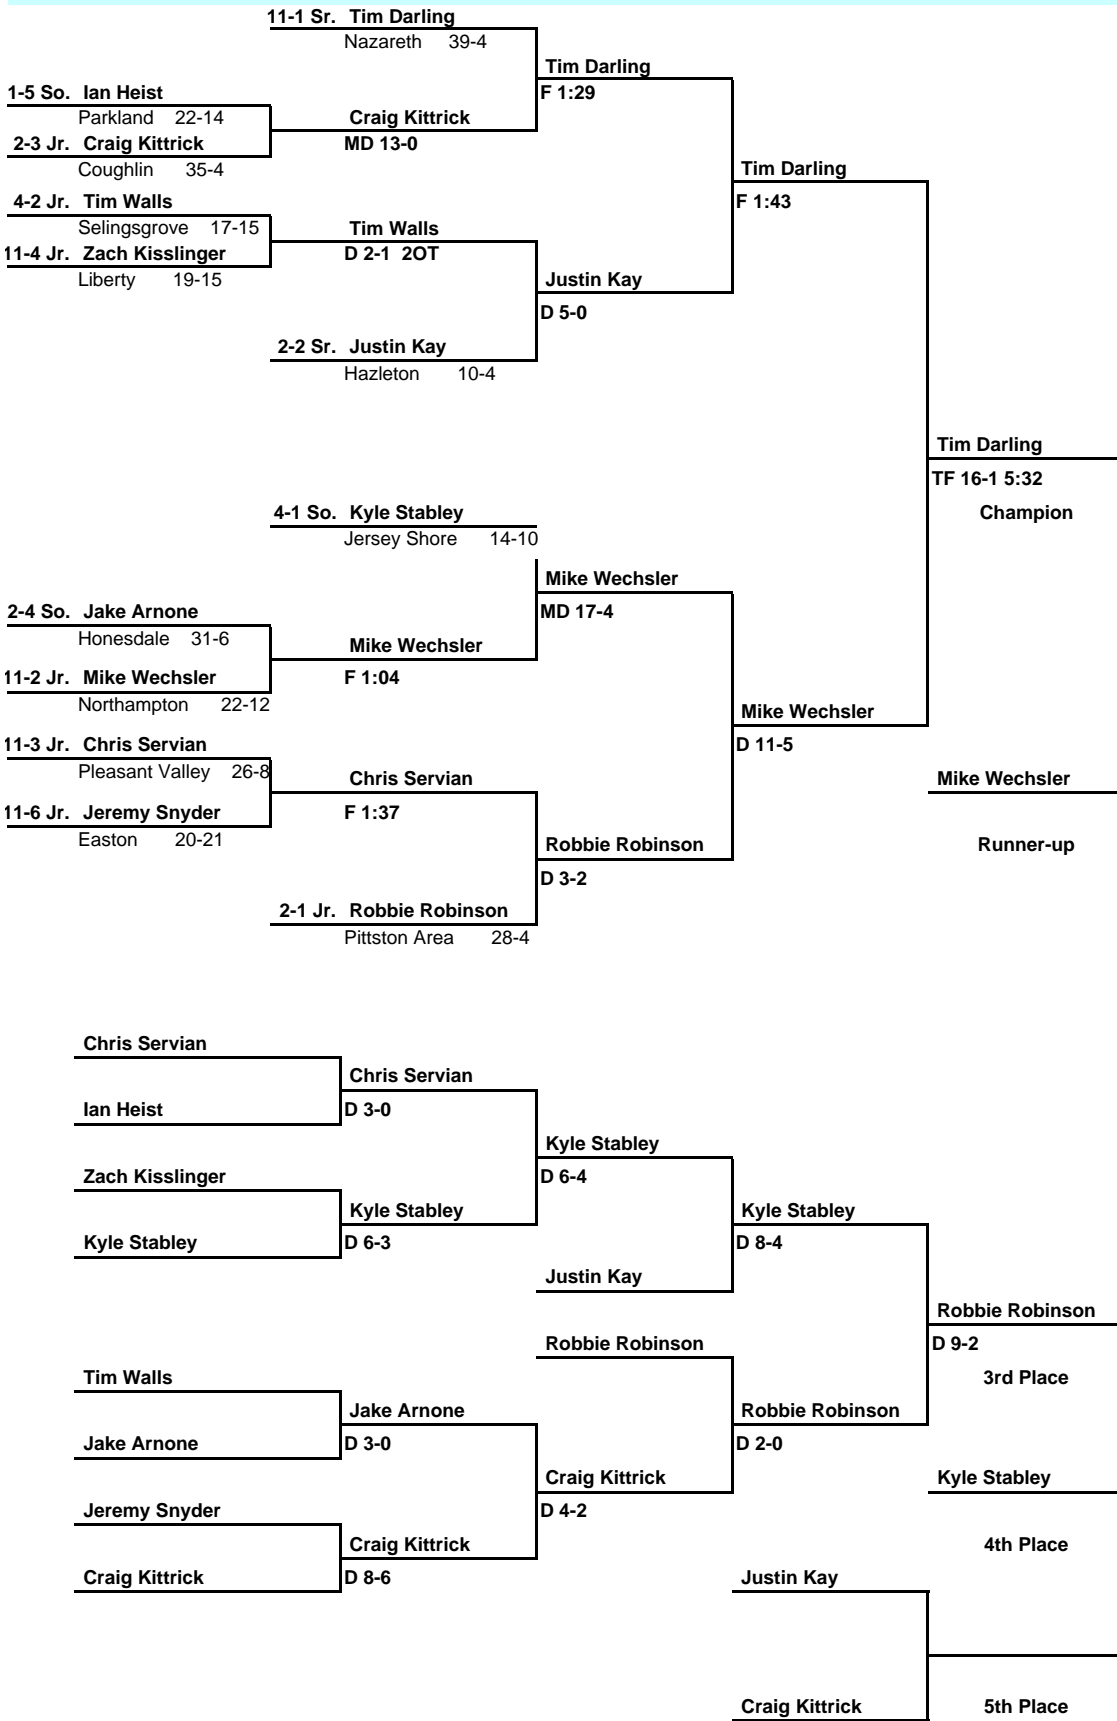 11-1 Sr. Tim Darling
Nazareth 39-4
Tim Darling
1-5 So. Ian Heist
F 1:29
Parkland 22-14
Craig Kittrick
2-3 Jr. Craig Kittrick
MD 13-0
Coughlin 35-4
Tim Darling
4-2 Jr. Tim Walls
F 1:43
Selingsgrove 17-15
Tim Walls
11-4 Jr. Zach Kisslinger
D 2-1 2OT
Liberty 19-15
Justin Kay
D 5-0
2-2 Sr. Justin Kay
Hazleton 10-4
Tim Darling
TF 16-1 5:32
4-1 So. Kyle Stabley
Champion
Jersey Shore 14-10
Mike Wechsler
2-4 So. Jake Arnone
MD 17-4
Honesdale 31-6
Mike Wechsler
11-2 Jr. Mike Wechsler
F 1:04
Northampton 22-12
Mike Wechsler
11-3 Jr. Chris Servian
D 11-5
Pleasant Valley 26-8
Chris Servian
Mike Wechsler
11-6 Jr. Jeremy Snyder
F 1:37
Easton 20-21
Robbie Robinson
Runner-up
D 3-2
2-1 Jr. Robbie Robinson
Pittston Area 28-4
Chris Servian
Chris Servian
Ian Heist
D 3-0
Kyle Stabley
Zach Kisslinger
D 6-4
Kyle Stabley
Kyle Stabley
Kyle Stabley
D 6-3
D 8-4
Justin Kay
Robbie Robinson
Robbie Robinson
D 9-2
Tim Walls
3rd Place
Jake Arnone
Robbie Robinson
Jake Arnone
D 3-0
D 2-0
Craig Kittrick
Kyle Stabley
Jeremy Snyder
D 4-2
Craig Kittrick
4th Place
Craig Kittrick
D 8-6
Justin Kay
Craig Kittrick
5th Place